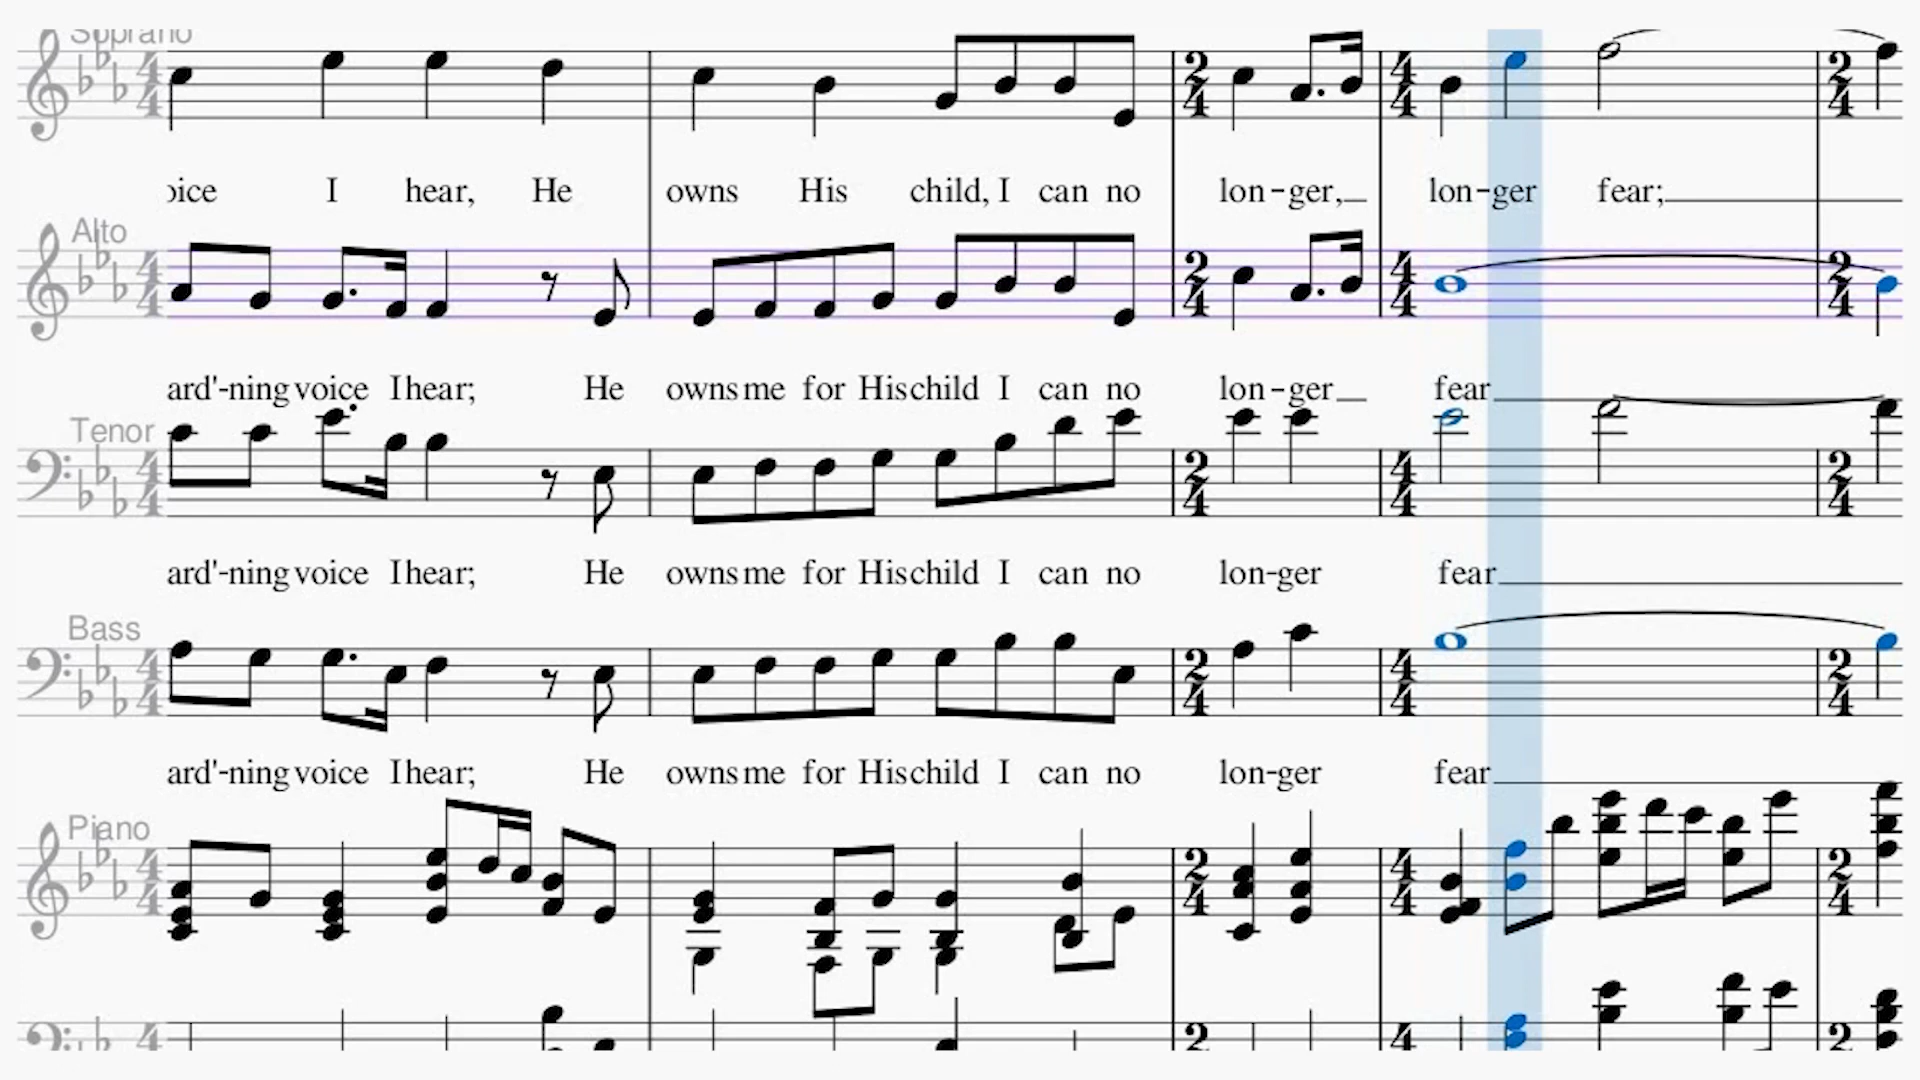 Soprano
oice I hear, He owns His child, I can no lon-ger, lon-ger fear;
Alto
ard'-ning voice I hear; He owns me for His child I can no lon-ger fear
Tenor
ard'-ning voice I hear; He owns me for His child I can no lon-ger fear
Bass
ard'-ning voice I hear; He owns me for His child I can no lon-ger fear
Piano